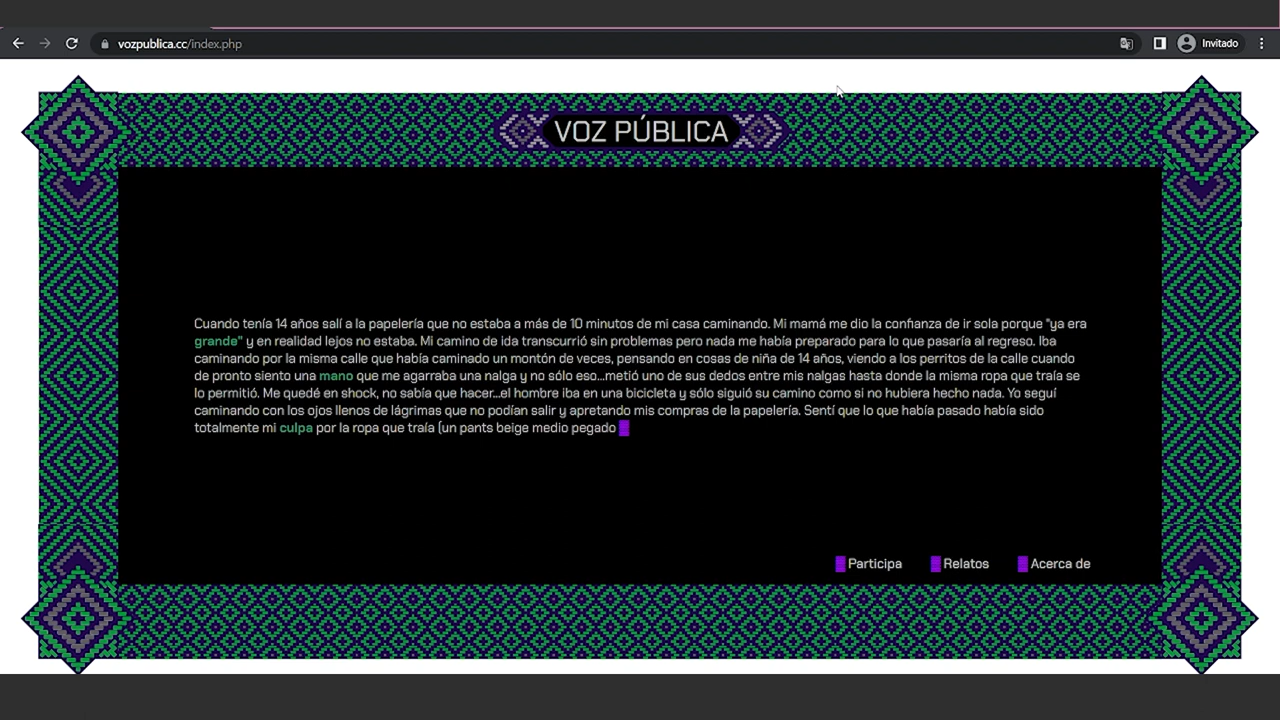 vozpublica.cc/index.php
Invitado
VOZ PÚBLICA
Cuando tenía 14 años salí a la papelería que no estaba a más de 10 minutos de mi casa caminando. Mi mamá me dio la confianza de ir sola porque "ya era
grande" y en realidad lejos no estaba. Mi camino de ida transcurrió sin problemas pero nada me había preparado para lo que pasaría al regreso. Iba
caminando por la misma calle que había caminado un montón de veces, pensando en cosas de niña de 14 años, viendo a los perritos de la calle cuando
de pronto siento una mano que me agarraba una nalga y no sólo eso...metió uno de sus dedos entre mis nalgas hasta donde la misma ropa que traía se
lo permitió. Me quedé en shock, no sabía que hacer...el hombre iba en una bicicleta y sólo siguió su camino como si no hubiera hecho nada. Yo seguí
caminando con los ojos llenos de lágrimas que no podían salir y apretando mis compras de la papelería. Sentí que lo que había pasado había sido
totalmente mi culpa por la ropa que traía (un pants beige medio pegado
Participa Relatos Acerca de